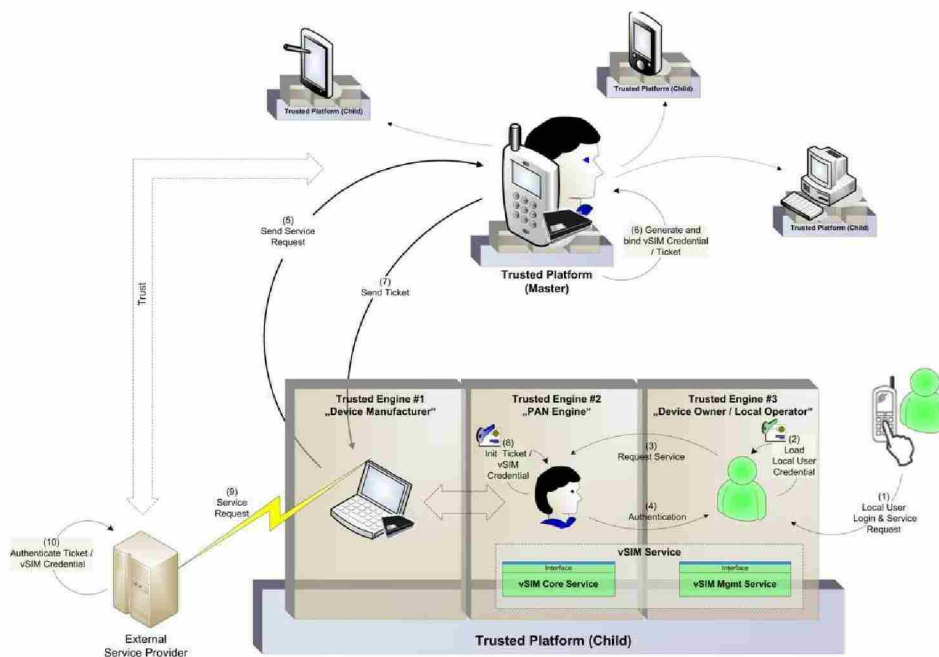 Trusted Platform (Child)
Trusted Platform (Child)
Trusted Platform (Child)
(5)
Send Service
Request
(6) Generate and
bind vSIM Credential
/ Ticket
Trusted Platform
(Master)
(7)
Send Ticket
Trust
Trusted Engine #1
„Device Manufacturer“
Trusted Engine #2
„PAN Engine“
Trusted Engine #3
„Device Owner / Local Operator“
(8)
Init Ticket /
vSIM
Credential
(3)
Request Service
(2)
Load
Local User
Credential
(4)
Authentication
(1)
Local User
Login & Service
Request
(9)
Service
Request
(10)
Authenticate Ticket /
vSIM Credential
vSIM Service
Interface
vSIM Core Service
Interface
vSIM Mgmt Service
External
Service Provider
Trusted Platform (Child)